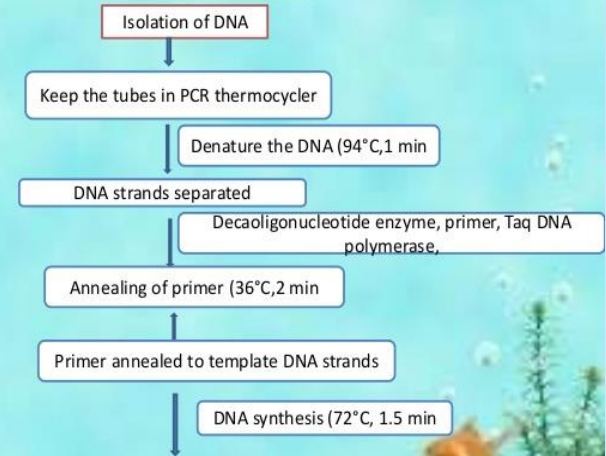 Isolation of DNA
Keep the tubes in PCR thermocycler
Denature the DNA (94°C,1 min
DNA strands separated
Decaoligonucleotide enzyme, primer, Taq DNA
polymerase,
Annealing of primer (36°C,2 min
Primer annealed to template DNA strands
DNA synthesis (72°C, 1.5 min